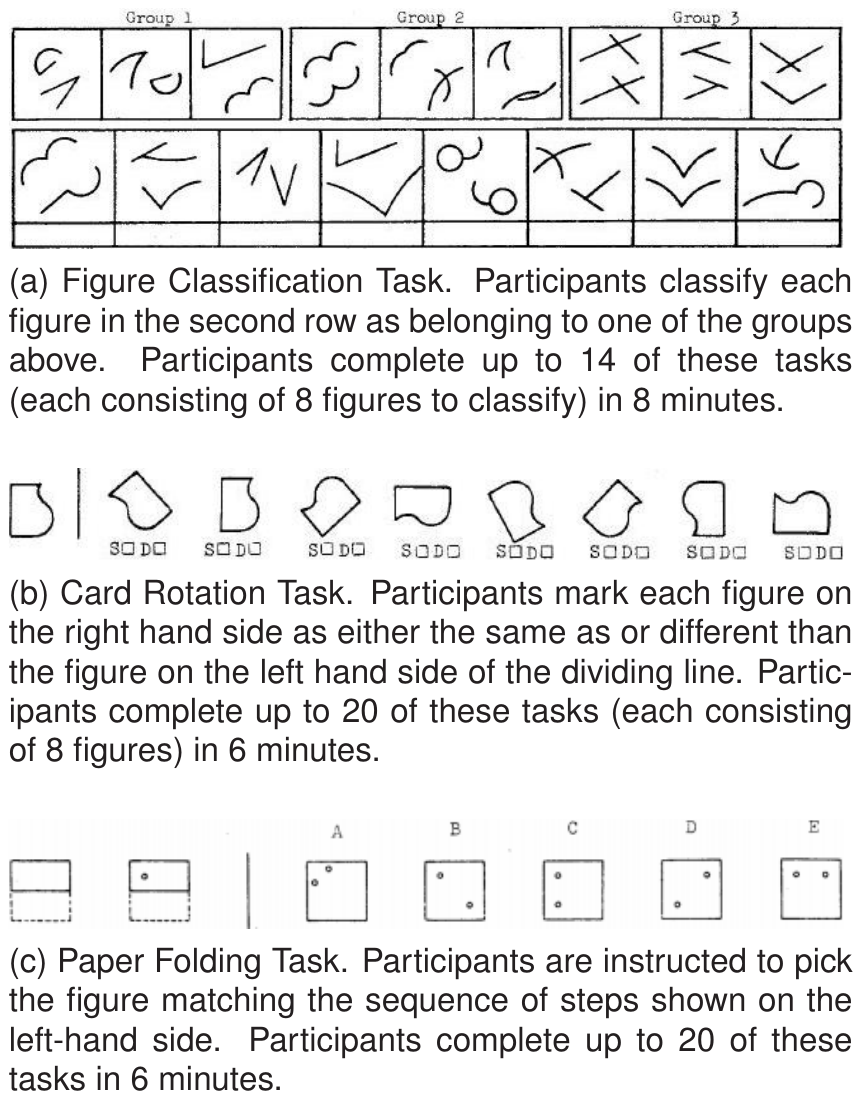 Group 1 Group 2 Group 3
(a) Figure Classification Task. Participants classify each
figure in the second row as belonging to one of the groups
above. Participants complete up to 14 of these tasks
(each consisting of 8 figures to classify) in 8 minutes.
S D S D S D S D S D S D S D S D
(b) Card Rotation Task. Participants mark each figure on
the right hand side as either the same as or different than
the figure on the left hand side of the dividing line. Partic-
ipants complete up to 20 of these tasks (each consisting
of 8 figures) in 6 minutes.
A B C D E
(c) Paper Folding Task. Participants are instructed to pick
the figure matching the sequence of steps shown on the
left-hand side. Participants complete up to 20 of these
tasks in 6 minutes.